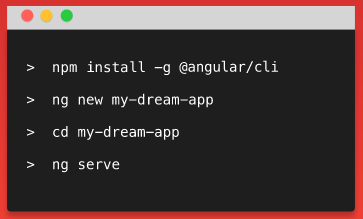 > npm install -g @angular/cli
> ng new my-dream-app
> cd my-dream-app
> ng serve